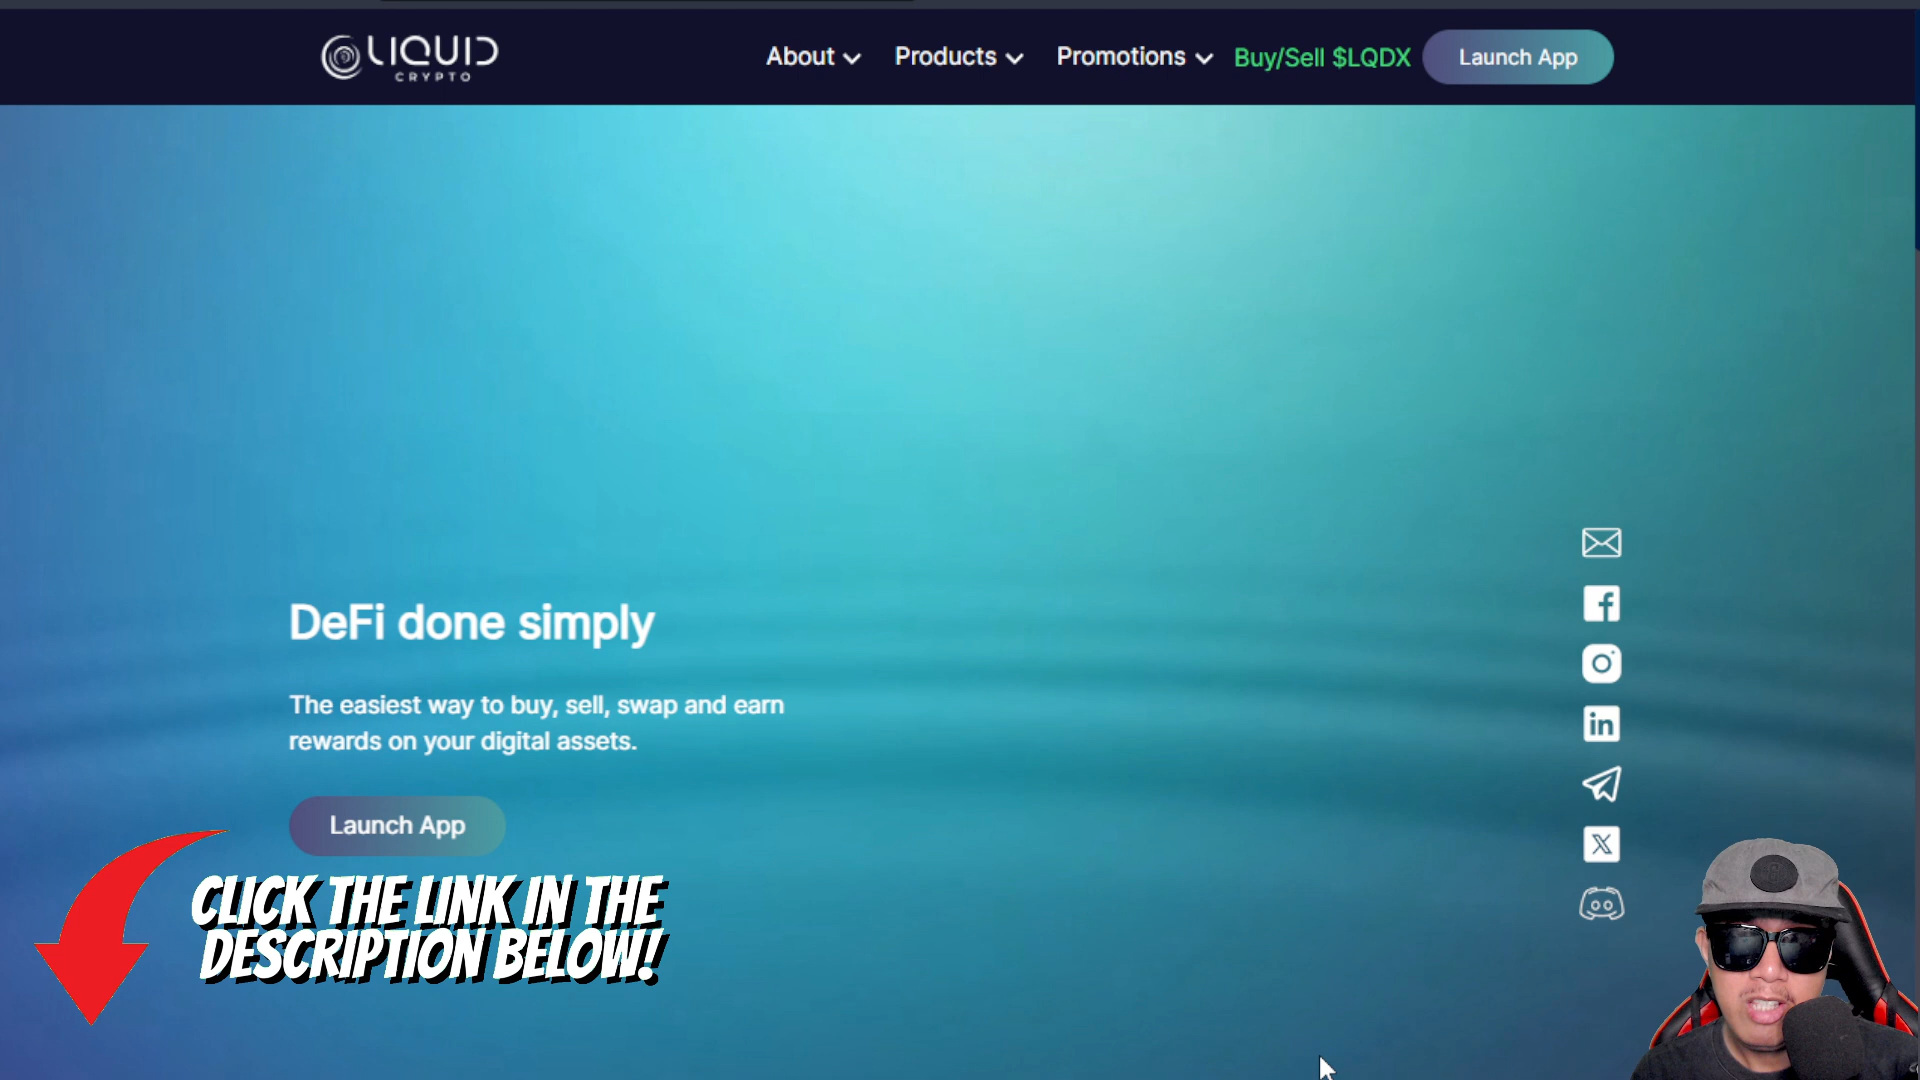 LIQUID
CRYPTO
About
Products
Promotions
Buy/Sell $LQDX
Launch App
DeFi done simply
The easiest way to buy, sell, swap and earn
rewards on your digital assets.
Launch App
CLICK THE LINK IN THE
DESCRIPTION BELOW!